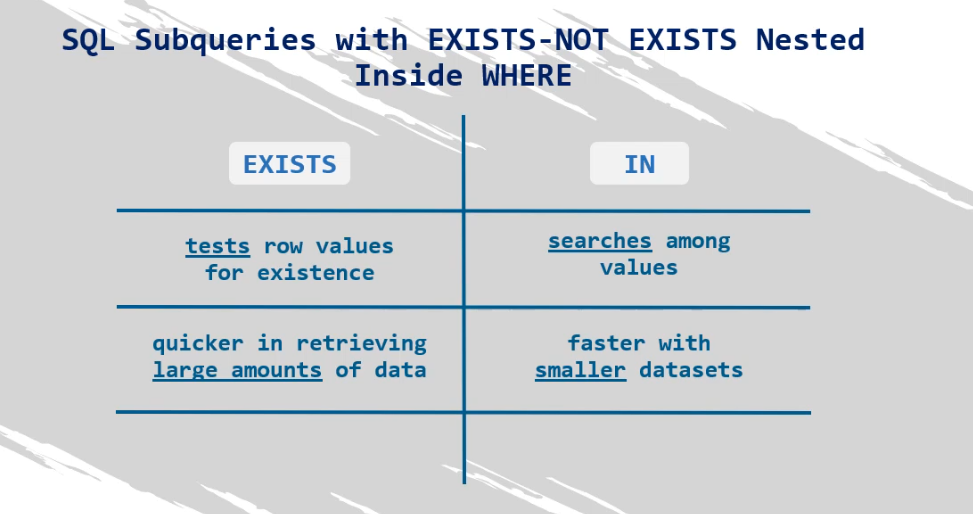 SQL Subqueries with EXISTS-NOT EXISTS Nested
Inside WHERE
EXISTS
IN
tests row values
for existence
searches among
values
quicker in retrieving
large amounts of data
faster with
smaller datasets